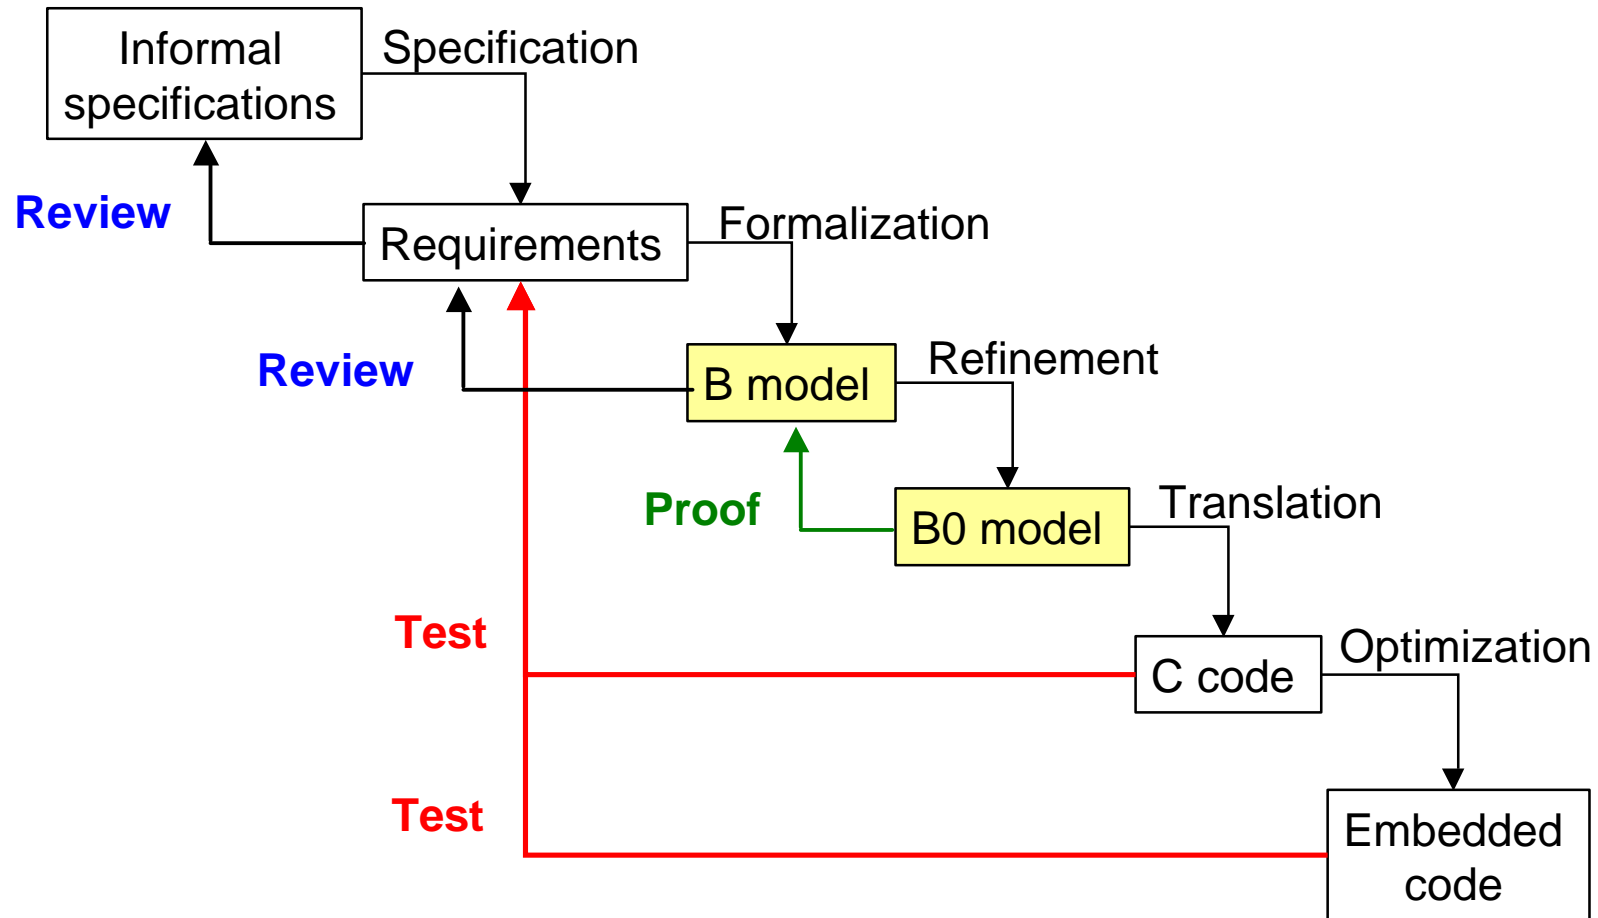 Informal
specifications
Specification
Review
Requirements
Formalization
Review
B model
Refinement
Proof
B0 model
Translation
Test
C code
Optimization
Test
Embedded
code